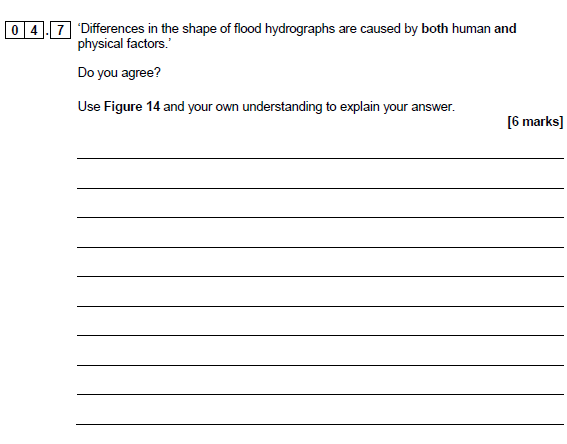 0 4 . 7 ‘Differences in the shape of flood hydrographs are caused by both human and
physical factors.’
Do you agree?
Use Figure 14 and your own understanding to explain your answer.
[6 marks]